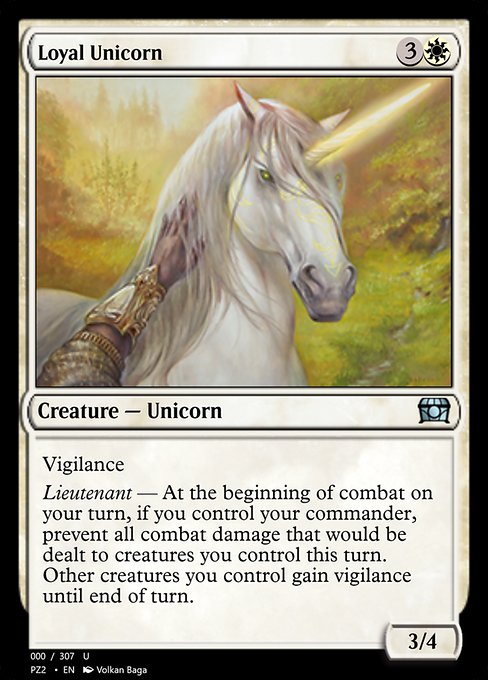 Loyal Unicorn 3
Creature — Unicorn
Vigilance
Lieutenant — At the beginning of combat on
your turn, if you control your commander,
prevent all combat damage that would be
dealt to creatures you control this turn.
Other creatures you control gain vigilance
until end of turn.
3/4
000 / 307 U
PZ2 • EN Volkan Baga